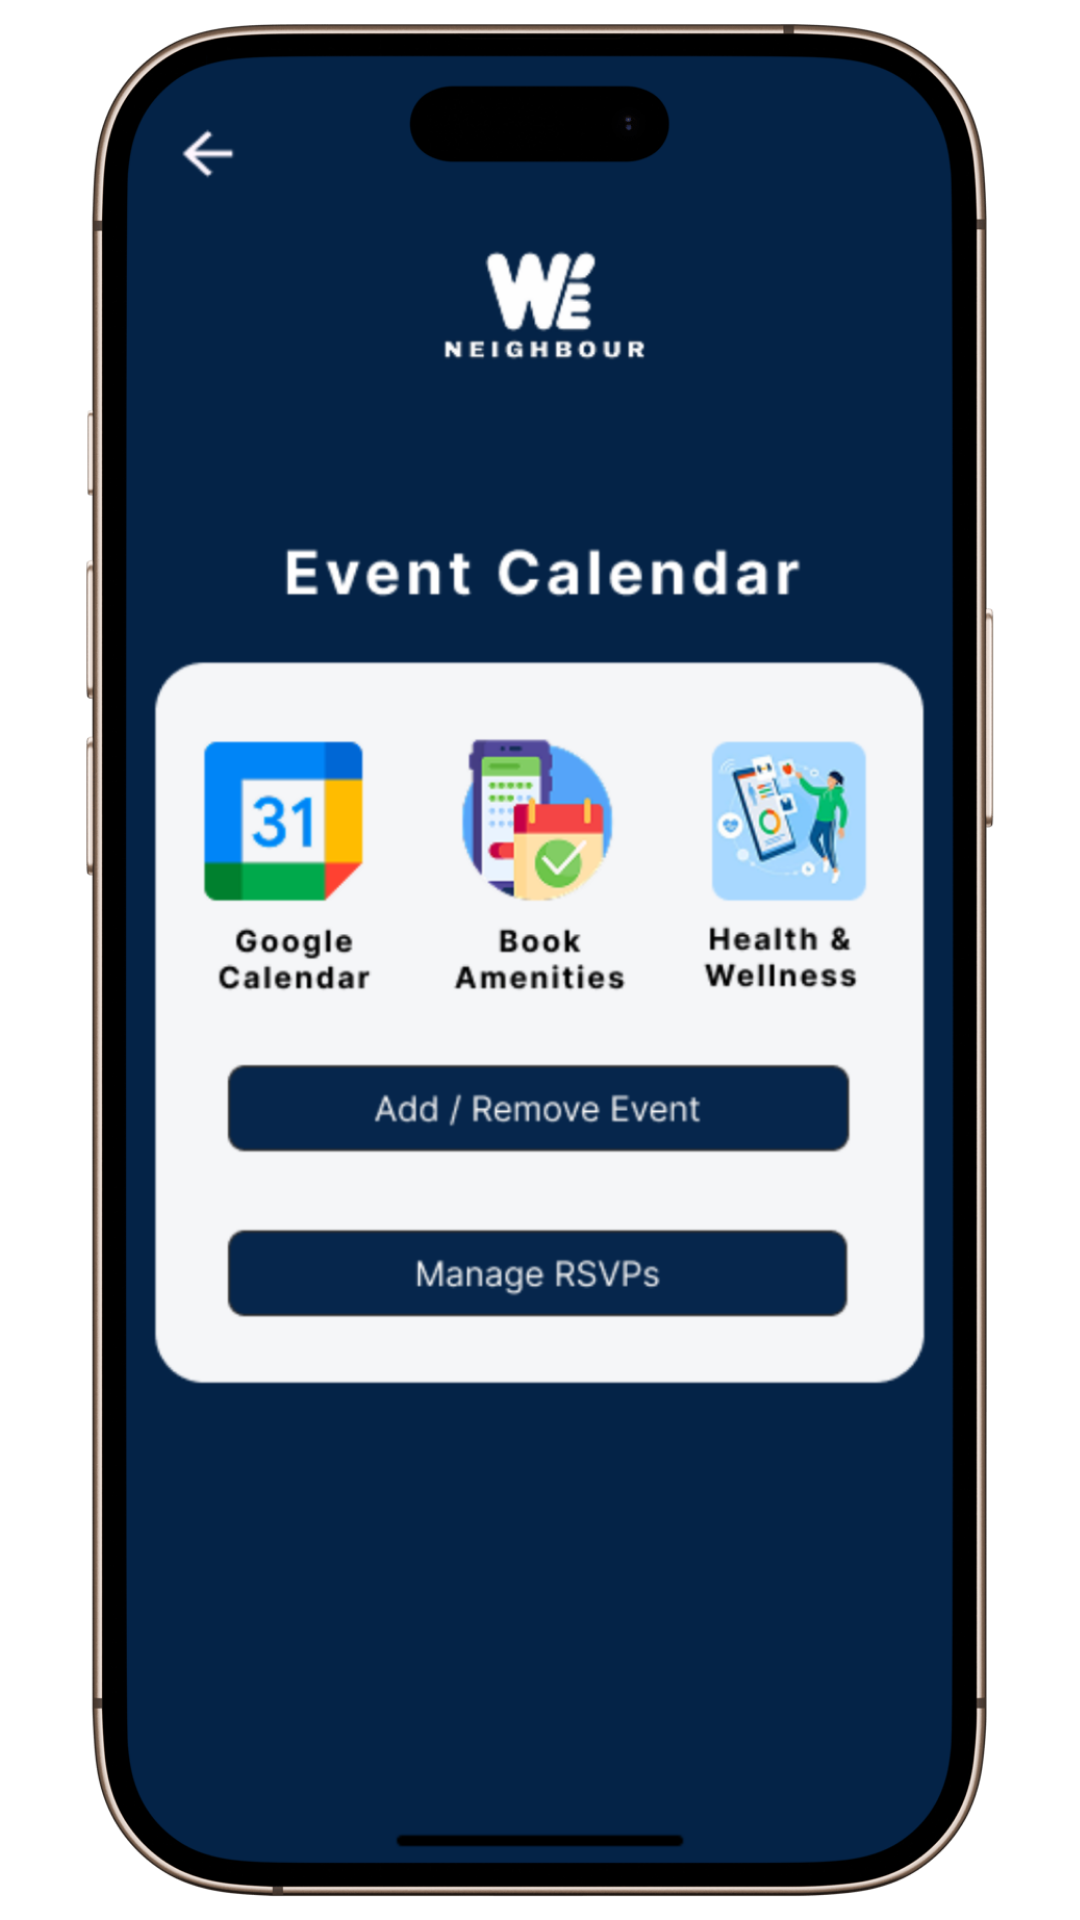 WE
NEIGHBOUR
Event Calendar
31
Google
Calendar
Book
Amenities
Health &
Wellness
Add / Remove Event
Manage RSVPs